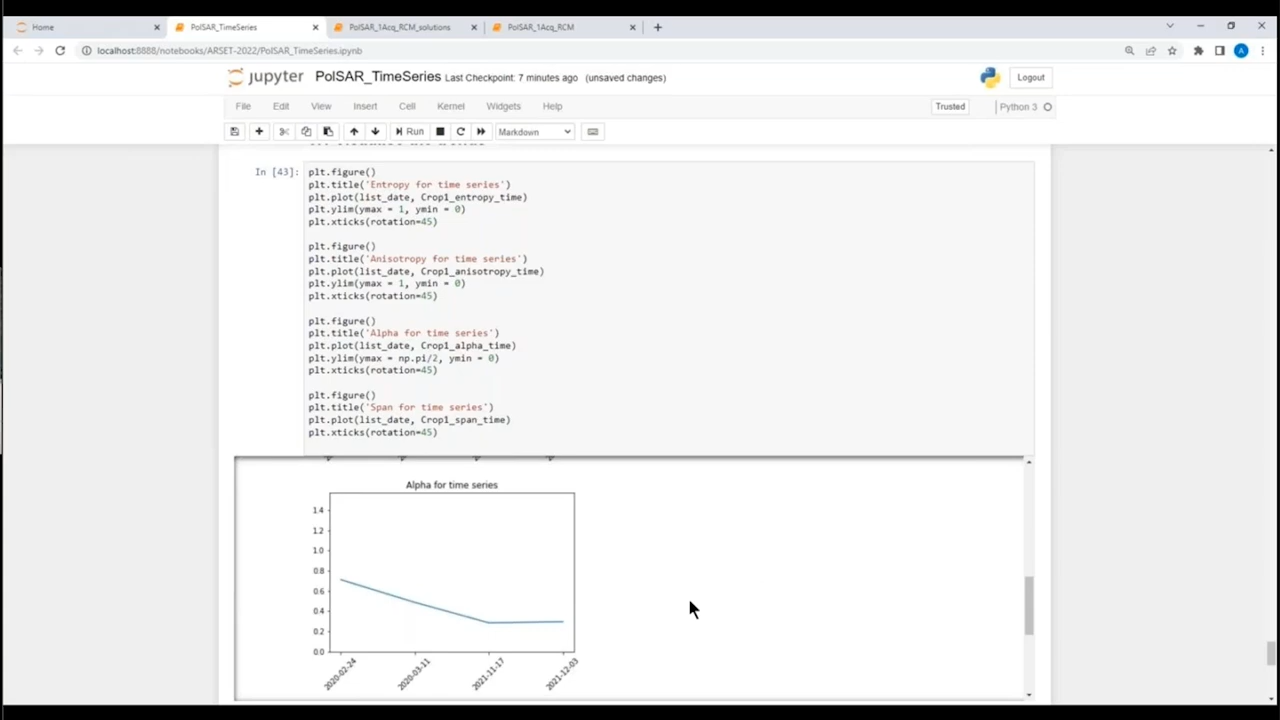 Home
PolSAR_TimeSeries
PolSAR_1Acq_RCM_solutions
PolSAR_1Acq_RCM
localhost:8888/notebooks/ARSET-2022/PolSAR_TimeSeries.ipynb
A
jupyter PolSAR_TimeSeries Last Checkpoint: 7 minutes ago (unsaved changes)
Logout
File Edit View Insert Cell Kernel Widgets Help
Trusted
Python 3
Run
Markdown
In [43]:
plt.figure()
plt.title('Entropy for time series')
plt.plot(list_date, Crop1_entropy_time)
plt.ylim(ymax = 1, ymin = 0)
plt.xticks(rotation=45)
plt.figure()
plt.title('Anisotropy for time series')
plt.plot(list_date, Crop1_anisotropy_time)
plt.ylim(ymax = 1, ymin = 0)
plt.xticks(rotation=45)
plt.figure()
plt.title('Alpha for time series')
plt.plot(list_date, Crop1_alpha_time)
plt.ylim(ymax = np.pi/2, ymin = 0)
plt.xticks(rotation=45)
plt.figure()
plt.title('Span for time series')
plt.plot(list_date, Crop1_span_time)
plt.xticks(rotation=45)
Alpha for time series
1.4
1.2
1.0
0.8
0.6
0.4
0.2
0.0
2020-02-24
2020-03-11
2021-11-17
2021-12-03